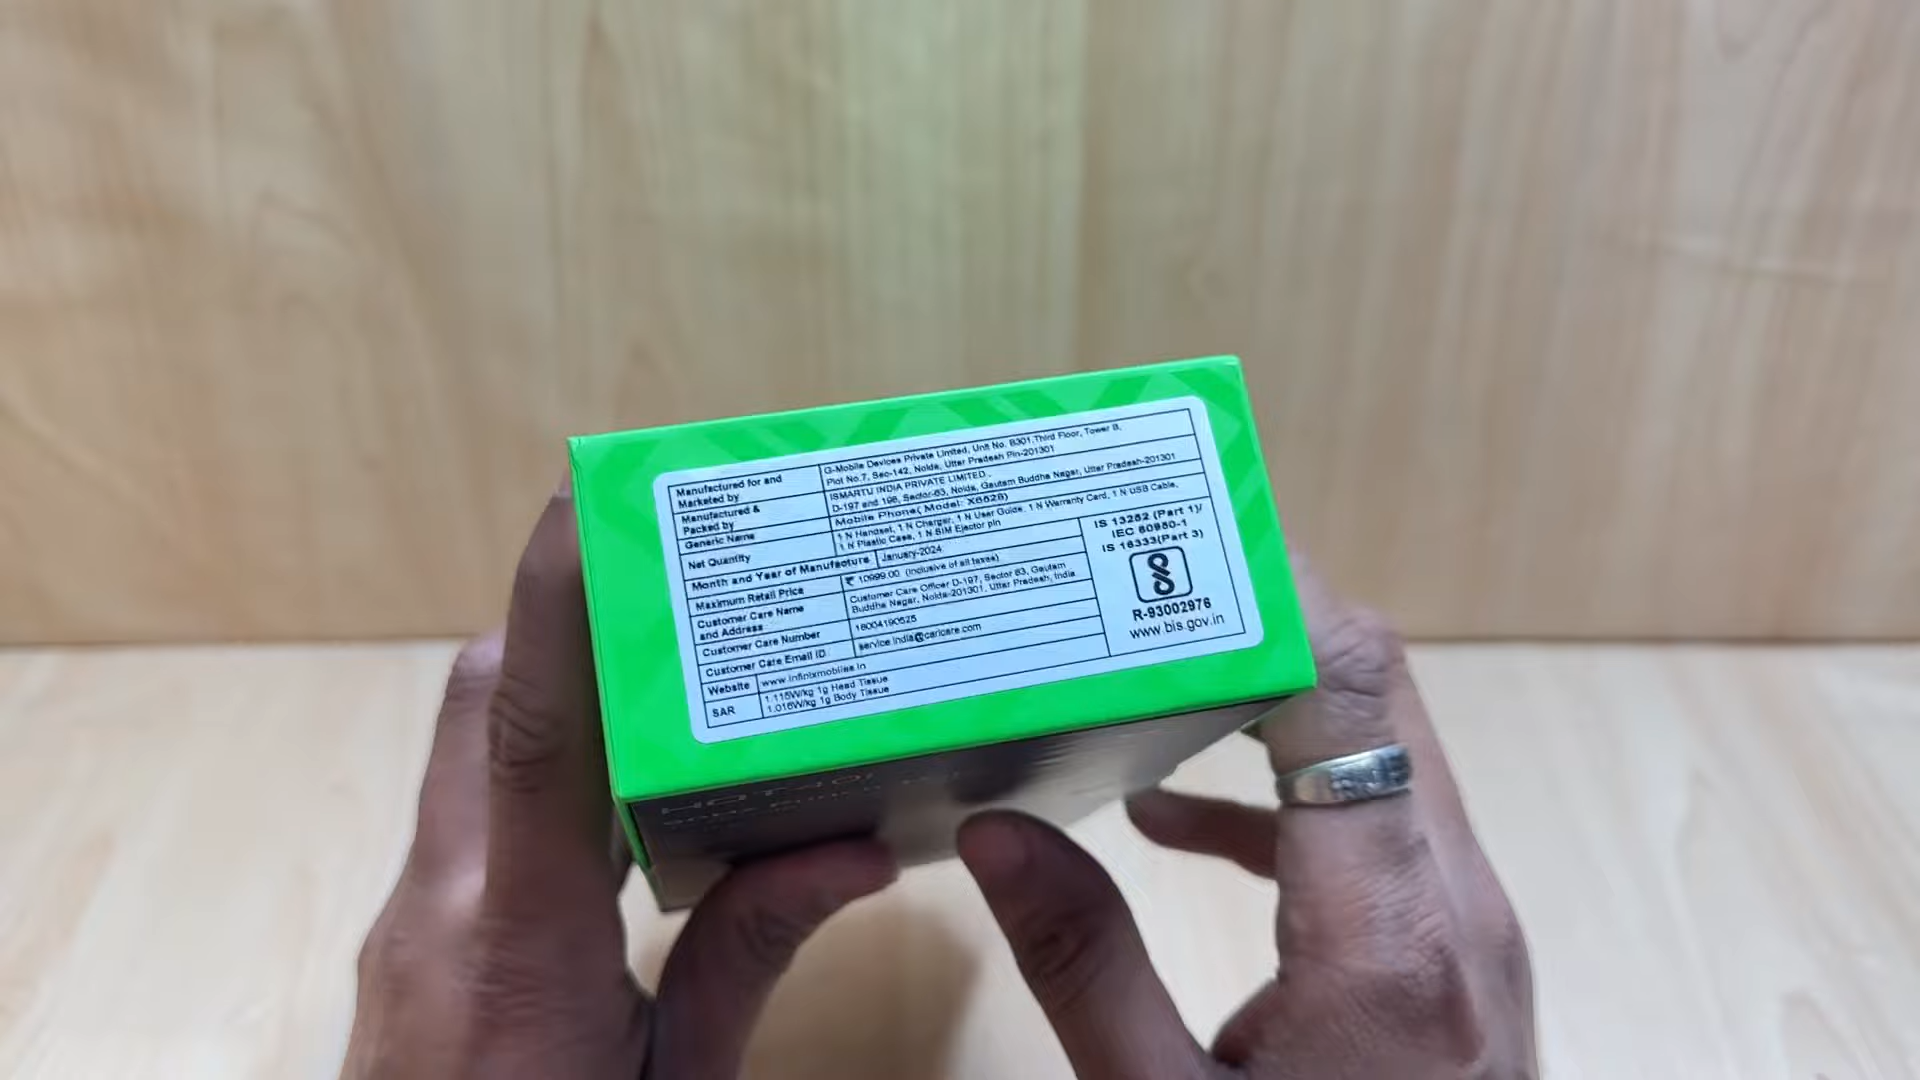 Manufactured for and
Marketed by
G-Mobile Devices Private Limited, Unit No. B301,Third Floor, Tower B,
Plot No.7, Sec-142, Noida, Utter Pradesh Pin-201301
Manufactured &
Packed by
ISMARTU INDIA PRIVATE LIMITED.,
D-197 and 198, Sector-63, Noida, Gautam Buddha Nagar, Utter Pradesh-201301
Generic Name
Mobile Phone( Model: X6528)
Net Quantity
1 N Handset, 1 N Charger, 1 N User Guide, 1 N Warranty Card, 1 N USB Cable,
1 N Plastic Case, 1 N SIM Ejector pin
Month and Year of Manufacture
January-2024
Maximum Retail Price
₹ 10999.00 (Inclusive of all taxes)
Customer Care Name
and Address
Customer Care Officer D-197, Sector 63, Gautam
Buddha Nagar, Noida-201301, Uttar Pradesh, India
Customer Care Number
18004190525
Customer Care Email ID
service.india@carlcare.com
Website
www.infinixmobiles.in
SAR
1.115W/kg 1g Head Tissue
1.016W/kg 1g Body Tissue
IS 13252 (Part 1)/
IEC 60950-1
IS 16333(Part 3)
R-93002976
www.bis.gov.in
HOT 40i